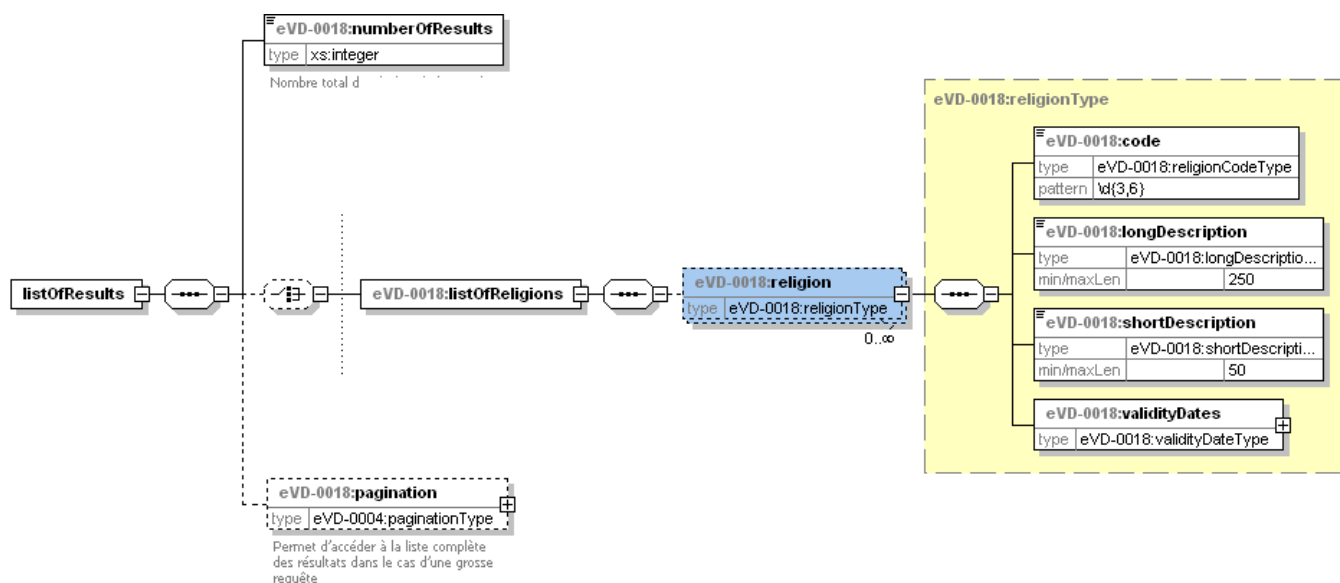 eVD-0018:numberOfResults
type xs:integer
Nombre total d
eVD-0018:religionType
eVD-0018:code
type eVD-0018:religionCodeType
pattern \d{3,6}
eVD-0018:longDescription
type eVD-0018:longDescriptio...
min/maxLen 250
listOfResults
eVD-0018:listOfReligions
eVD-0018:religion
type eVD-0018:religionType
0..∞
eVD-0018:shortDescription
type eVD-0018:shortDescripti...
min/maxLen 50
eVD-0018:validityDates
type eVD-0018:validityDateType
eVD-0018:pagination
type eVD-0004:paginationType
Permet d'accéder à la liste complète
des résultats dans le cas d'une grosse
requête